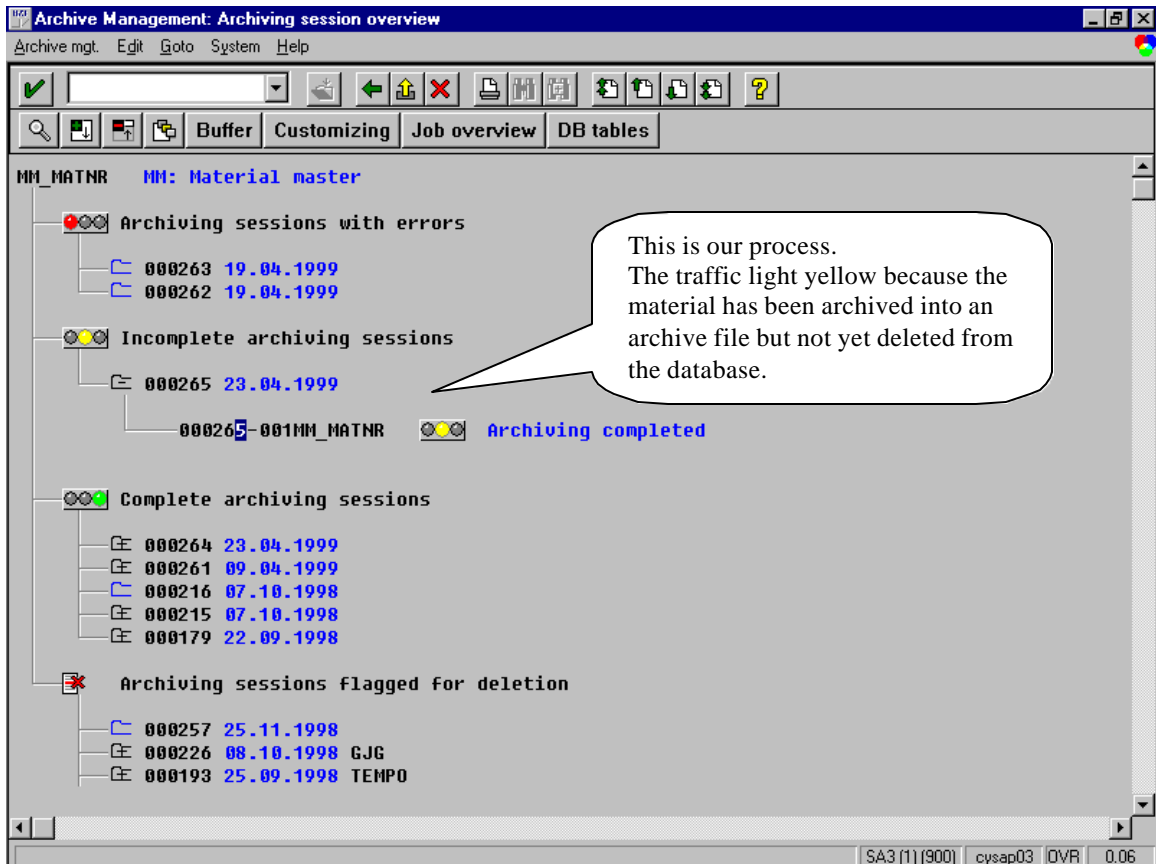 Archive Management: Archiving session overview
Archive mgt. Edit Goto System Help
Buffer Customizing Job overview DB tables
MM_MATNR MM: Material master
Archiving sessions with errors
000263 19.04.1999
000262 19.04.1999
This is our process.
The traffic light yellow because the
material has been archived into an
archive file but not yet deleted from
the database.
Incomplete archiving sessions
000265 23.04.1999
000265-001MM_MATNR Archiving completed
Complete archiving sessions
000264 23.04.1999
000261 09.04.1999
000216 07.10.1998
000215 07.10.1998
000179 22.09.1998
Archiving sessions flagged for deletion
000257 25.11.1998
000226 08.10.1998 GJG
000193 25.09.1998 TEMPO
SA3 (1) (900) cysap03 OVR 0.06